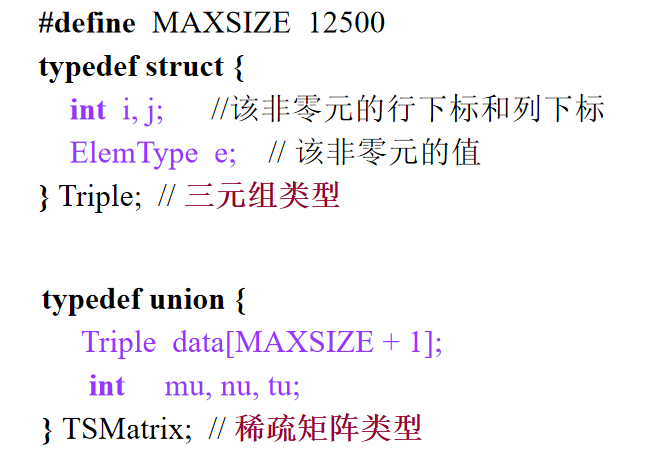 #define MAXSIZE 12500
typedef struct {
int i, j; //该非零元的行下标和列下标
ElemType e; // 该非零元的值
} Triple; // 三元组类型
typedef union {
Triple data[MAXSIZE + 1];
int mu, nu, tu;
} TSMatrix; // 稀疏矩阵类型